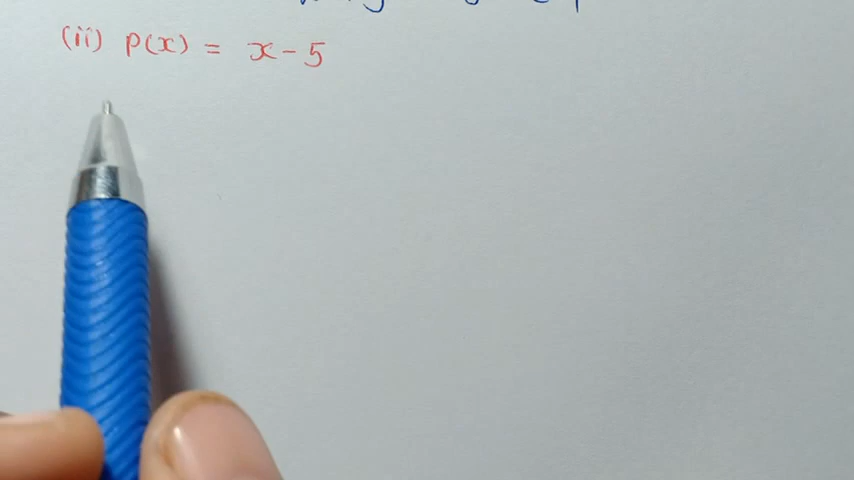 (ii) p(x) = x - 5